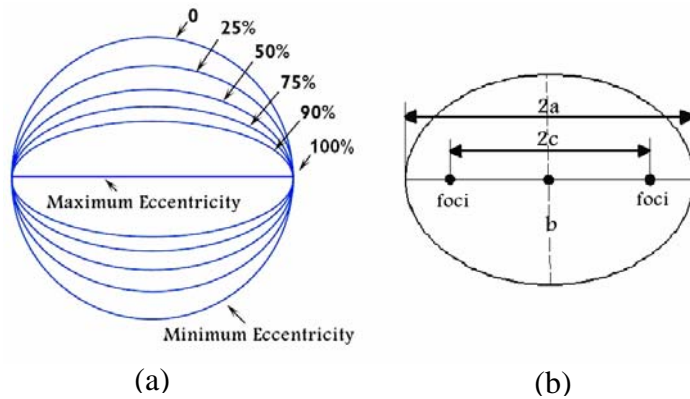 0
25%
50%
75%
90%
100%
Maximum Eccentricity
Minimum Eccentricity
(a)
2a
2c
foci
foci
b
(b)